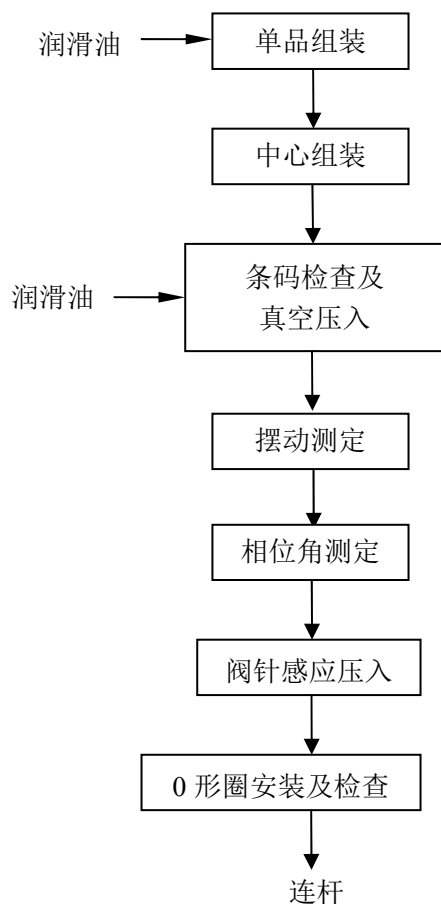 润滑油
单品组装
中心组装
润滑油
条码检查及
真空压入
摆动测定
相位角测定
阀针感应压入
0 形圈安装及检查
连杆